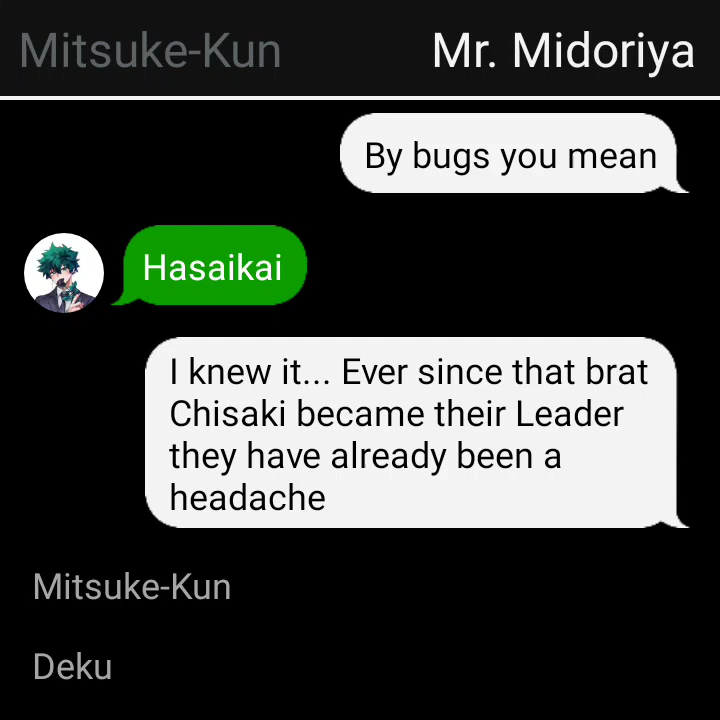 Mitsuke-Kun
Mr. Midoriya
By bugs you mean
Hasaikai
I knew it... Ever since that brat
Chisaki became their Leader
they have already been a
headache
Mitsuke-Kun
Deku